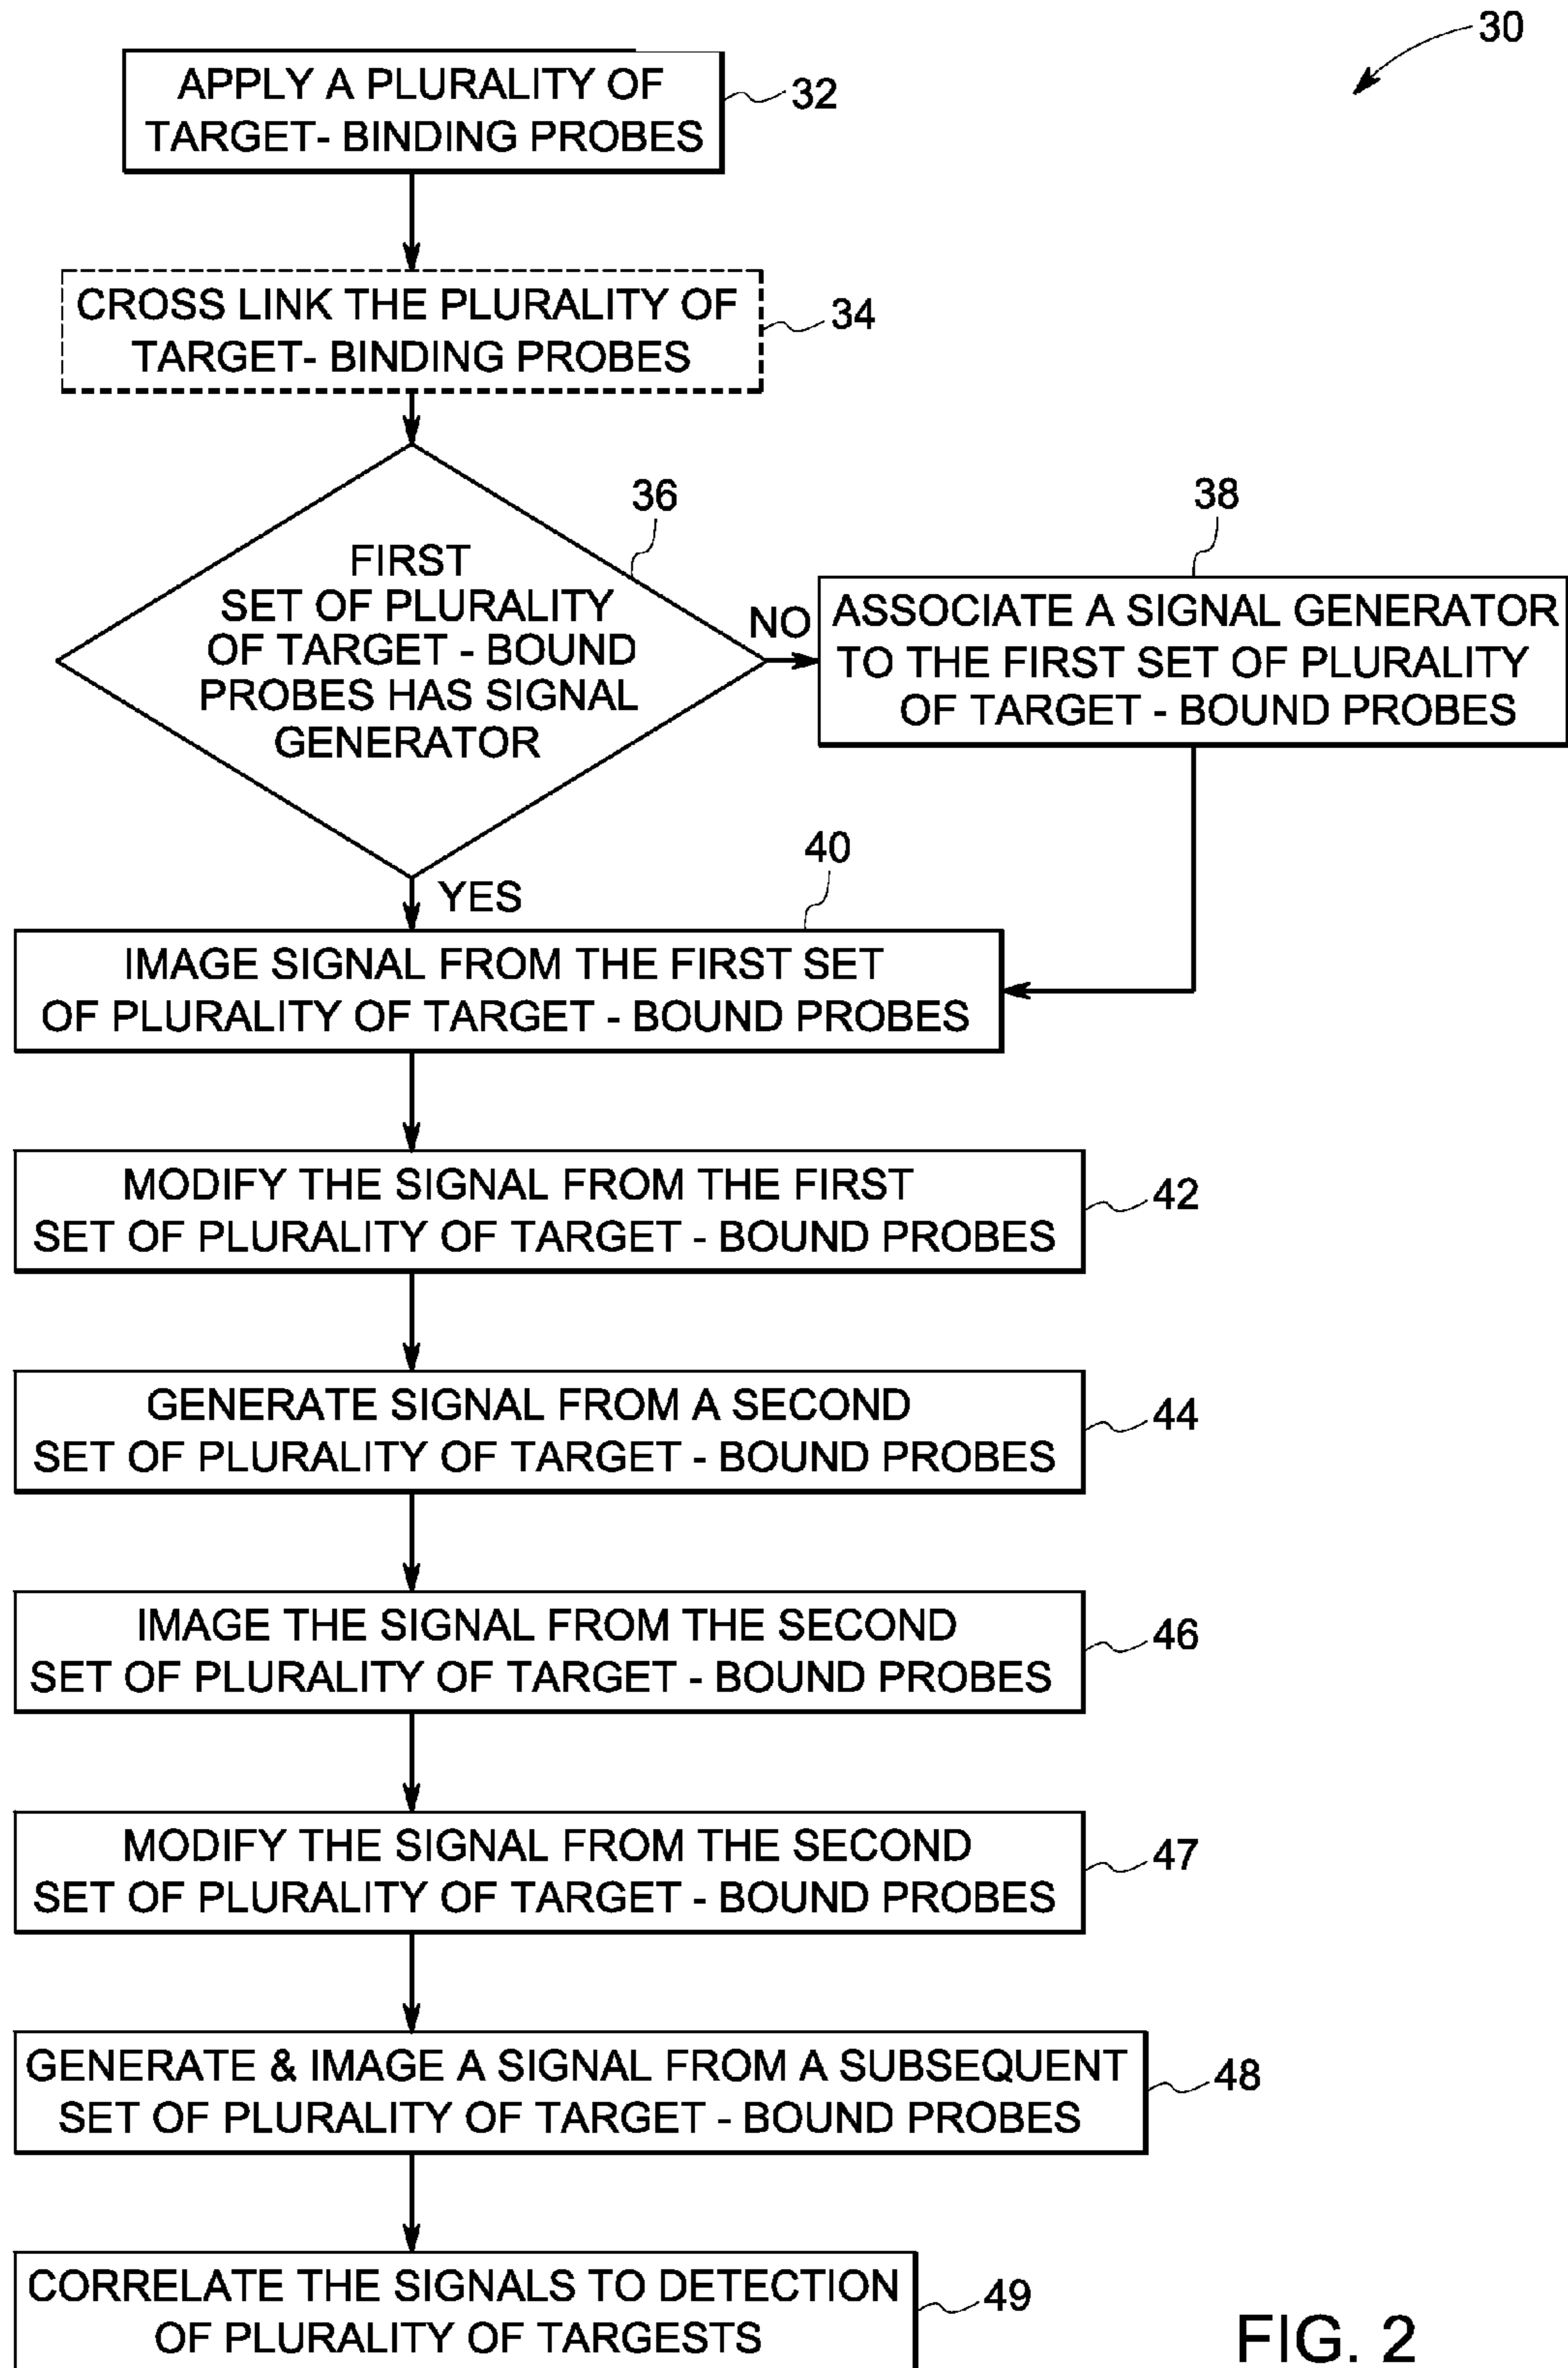 30
APPLY A PLURALITY OF
TARGET- BINDING PROBES
32
CROSS LINK THE PLURALITY OF
TARGET- BINDING PROBES
34
36
FIRST
SET OF PLURALITY
OF TARGET - BOUND
PROBES HAS SIGNAL
GENERATOR
NO
38
ASSOCIATE A SIGNAL GENERATOR
TO THE FIRST SET OF PLURALITY
OF TARGET - BOUND PROBES
YES
40
IMAGE SIGNAL FROM THE FIRST SET
OF PLURALITY OF TARGET - BOUND PROBES
MODIFY THE SIGNAL FROM THE FIRST
SET OF PLURALITY OF TARGET - BOUND PROBES
42
GENERATE SIGNAL FROM A SECOND
SET OF PLURALITY OF TARGET - BOUND PROBES
44
IMAGE THE SIGNAL FROM THE SECOND
SET OF PLURALITY OF TARGET - BOUND PROBES
46
MODIFY THE SIGNAL FROM THE SECOND
SET OF PLURALITY OF TARGET - BOUND PROBES
47
GENERATE & IMAGE A SIGNAL FROM A SUBSEQUENT
SET OF PLURALITY OF TARGET - BOUND PROBES
48
CORRELATE THE SIGNALS TO DETECTION
OF PLURALITY OF TARGESTS
49
FIG. 2